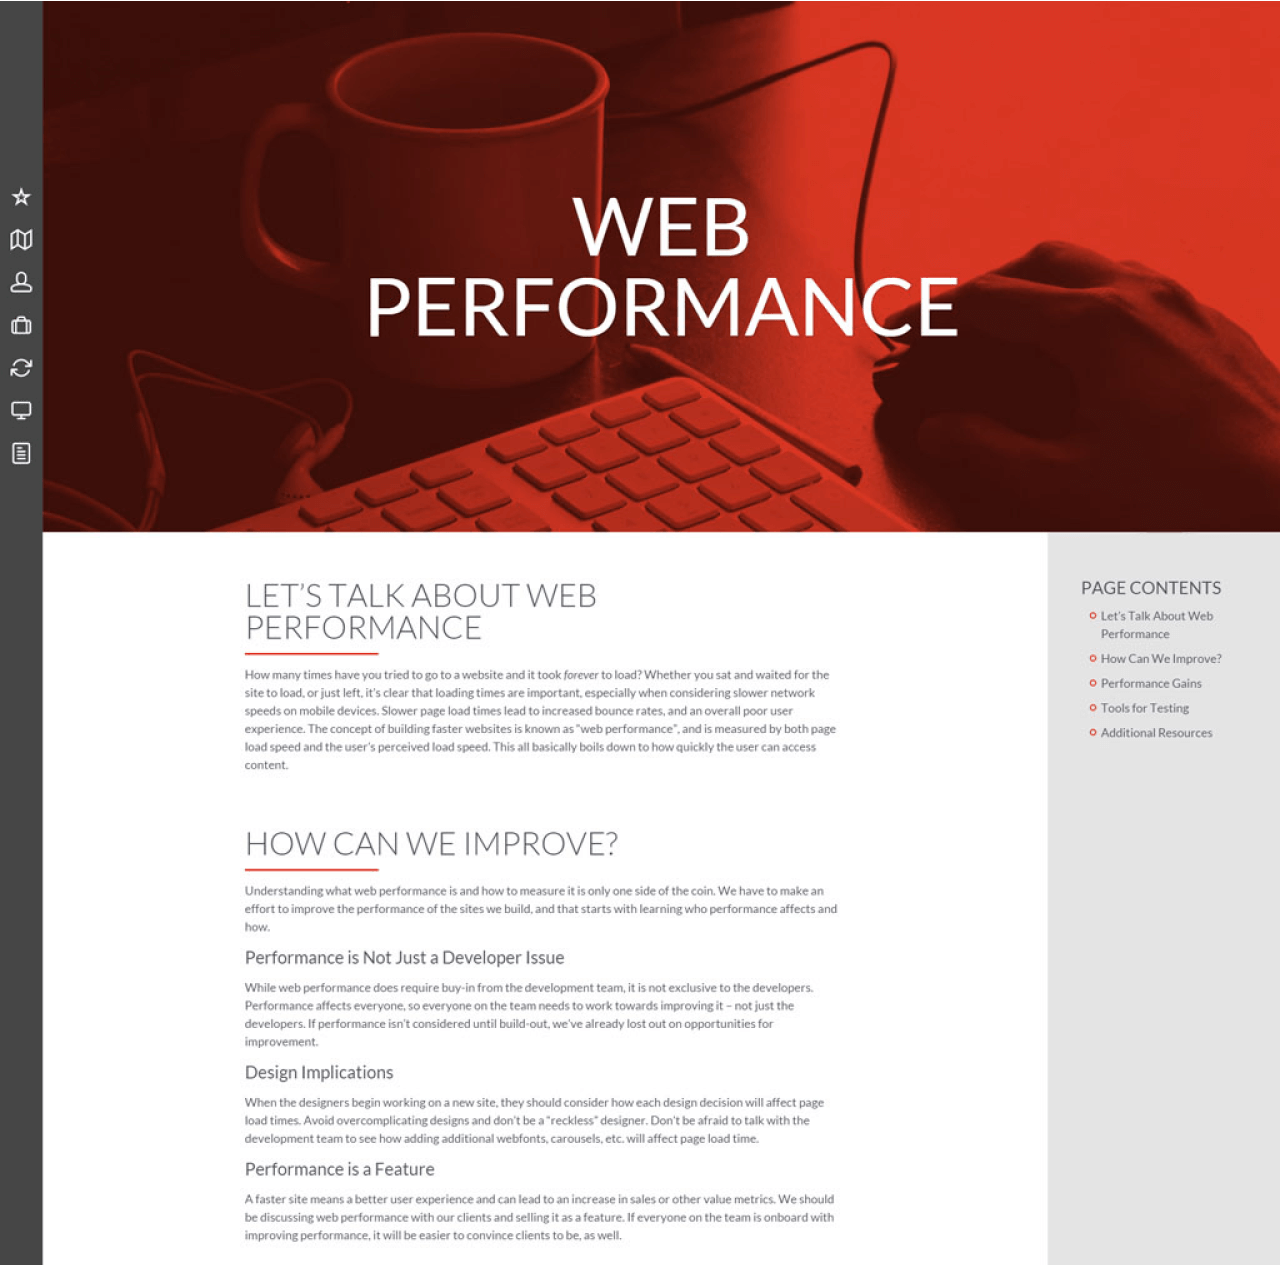 WEB
PERFORMANCE
LET’S TALK ABOUT WEB
PERFORMANCE
How many times have you tried to go to a website and it took forever to load? Whether you sat and waited for the
site to load, or just left, it’s clear that loading times are important, especially when considering slower network
speeds on mobile devices. Slower page load times lead to increased bounce rates, and an overall poor user
experience. The concept of building faster websites is known as “web performance”, and is measured by both page
load speed and the user’s perceived load speed. This all basically boils down to how quickly the user can access
content.
HOW CAN WE IMPROVE?
Understanding what web performance is and how to measure it is only one side of the coin. We have to make an
effort to improve the performance of the sites we build, and that starts with learning who performance affects and
how.
Performance is Not Just a Developer Issue
While web performance does require buy-in from the development team, it is not exclusive to the developers.
Performance affects everyone, so everyone on the team needs to work towards improving it – not just the
developers. If performance isn’t considered until build-out, we’ve already lost out on opportunities for
improvement.
Design Implications
When the designers begin working on a new site, they should consider how each design decision will affect page
load times. Avoid overcomplicating designs and don’t be a “reckless” designer. Don’t be afraid to talk with the
development team to see how adding additional webfonts, carousels, etc. will affect page load time.
Performance is a Feature
A faster site means a better user experience and can lead to an increase in sales or other value metrics. We should
be discussing web performance with our clients and selling it as a feature. If everyone on the team is onboard with
improving performance, it will be easier to convince clients to be, as well.
PAGE CONTENTS
Let’s Talk About Web
Performance
How Can We Improve?
Performance Gains
Tools for Testing
Additional Resources